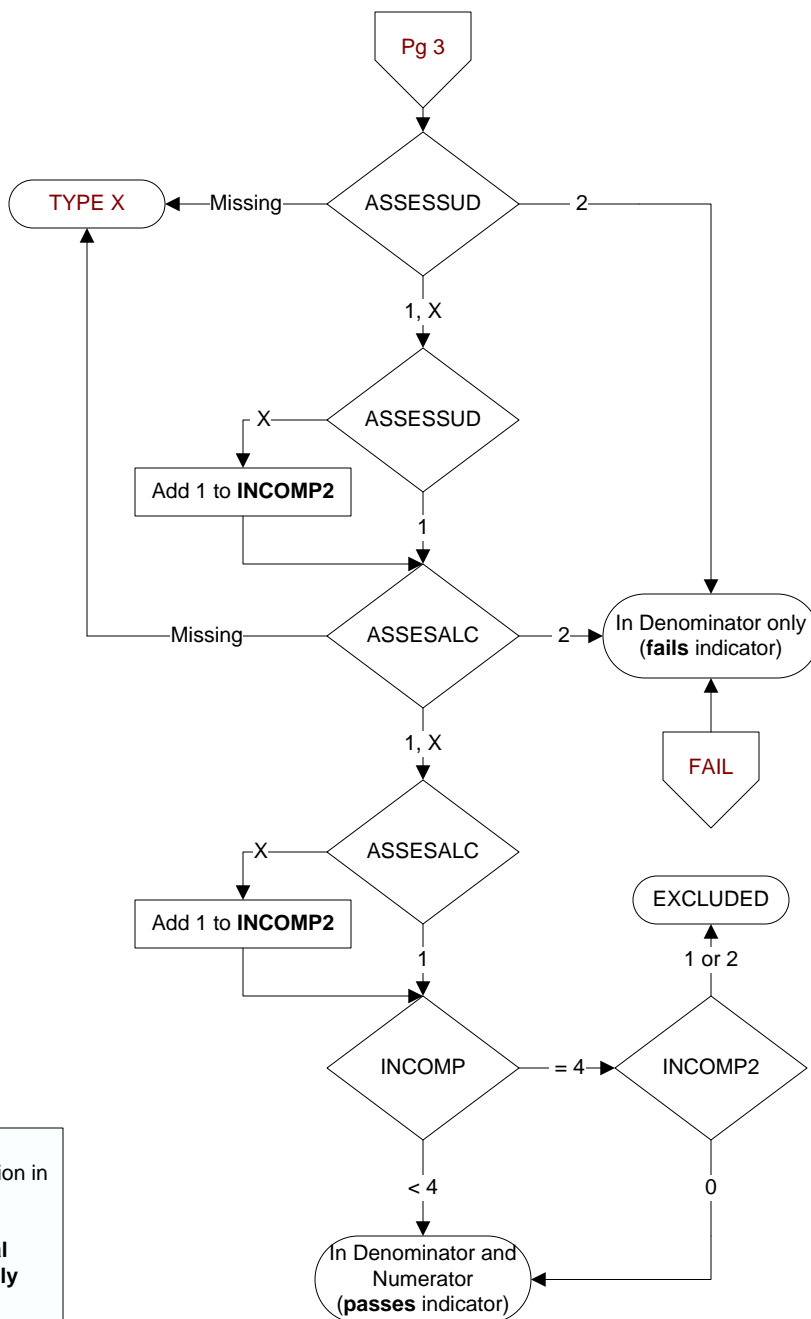 Pg 3
ASSESSUD
TYPE X
Missing
2
1, X
ASSESSUD
X
Add 1 to INCOMP2
1
ASSESALC
Missing
2
In Denominator only
(fails indicator)
1, X
FAIL
ASSESALC
X
Add 1 to INCOMP2
EXCLUDED
1
1 or 2
INCOMP
= 4
INCOMP2
< 4
0
In Denominator and
Numerator
(passes indicator)
in